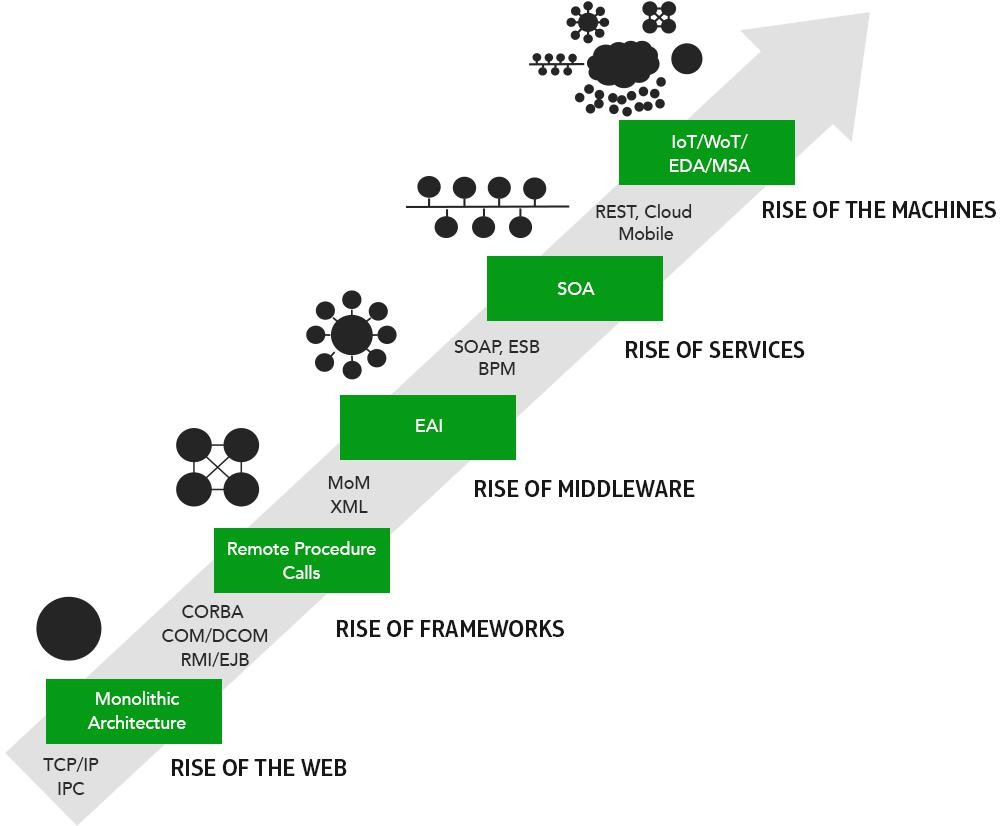 IoT/WoT/
EDA/MSA
RISE OF THE MACHINES
REST, Cloud
Mobile
SOA
RISE OF SERVICES
SOAP, ESB
BPM
EAI
RISE OF MIDDLEWARE
MoM
XML
Remote Procedure
Calls
RISE OF FRAMEWORKS
CORBA
COM/DCOM
RMI/EJB
Monolithic
Architecture
RISE OF THE WEB
TCP/IP
IPC